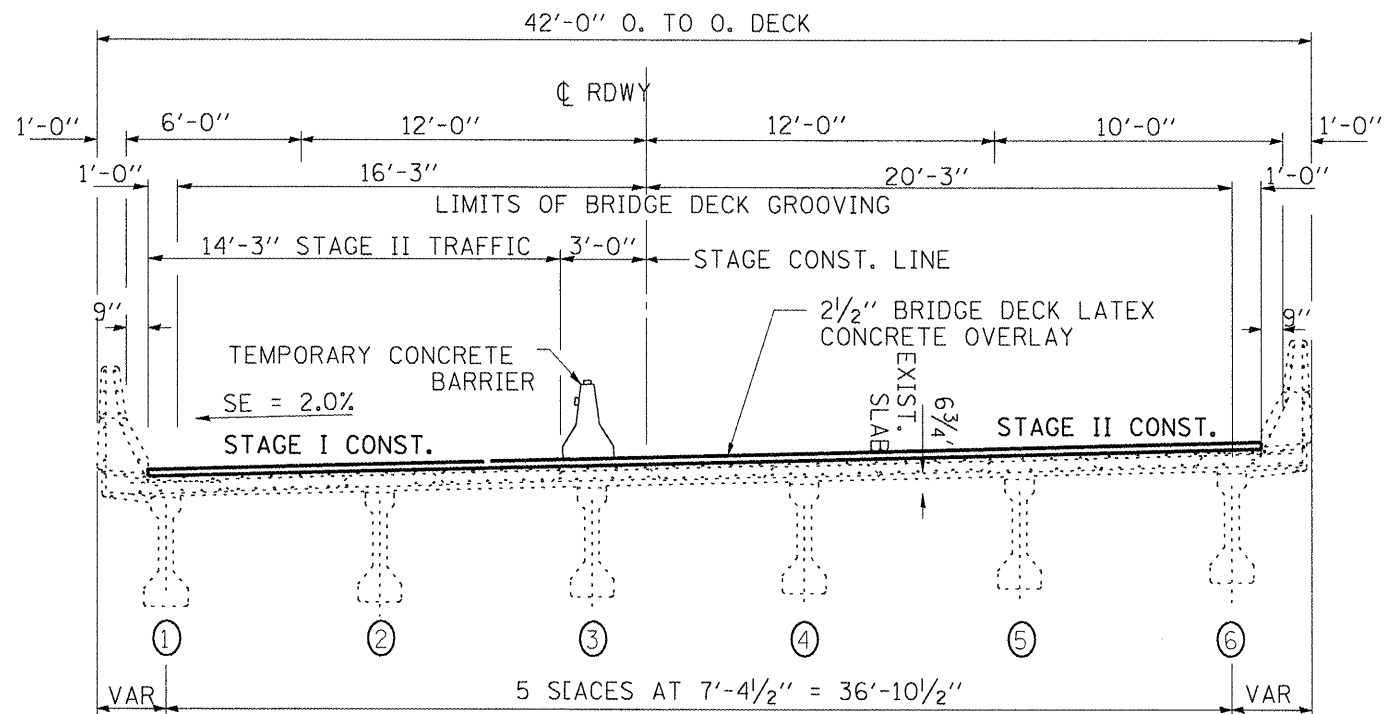 42'-0" O. TO O. DECK
℄ RDWY
1'-0" 6'-0" 12'-0" 12'-0" 10'-0" 1'-0"
1'-0" 16'-3" 20'-3" 1'-0"
LIMITS OF BRIDGE DECK GROOVING
14'-3" STAGE II TRAFFIC 3'-0" STAGE CONST. LINE
9" 9"
2½" BRIDGE DECK LATEX
CONCRETE OVERLAY
TEMPORARY CONCRETE
BARRIER
EXIST.
SLAB
6¾'
SE = 2.0%
STAGE I CONST.
STAGE II CONST.
1 2 3 4 5 6
VAR 5 SIACES AT 7'-4½" = 36'-10½" VAR